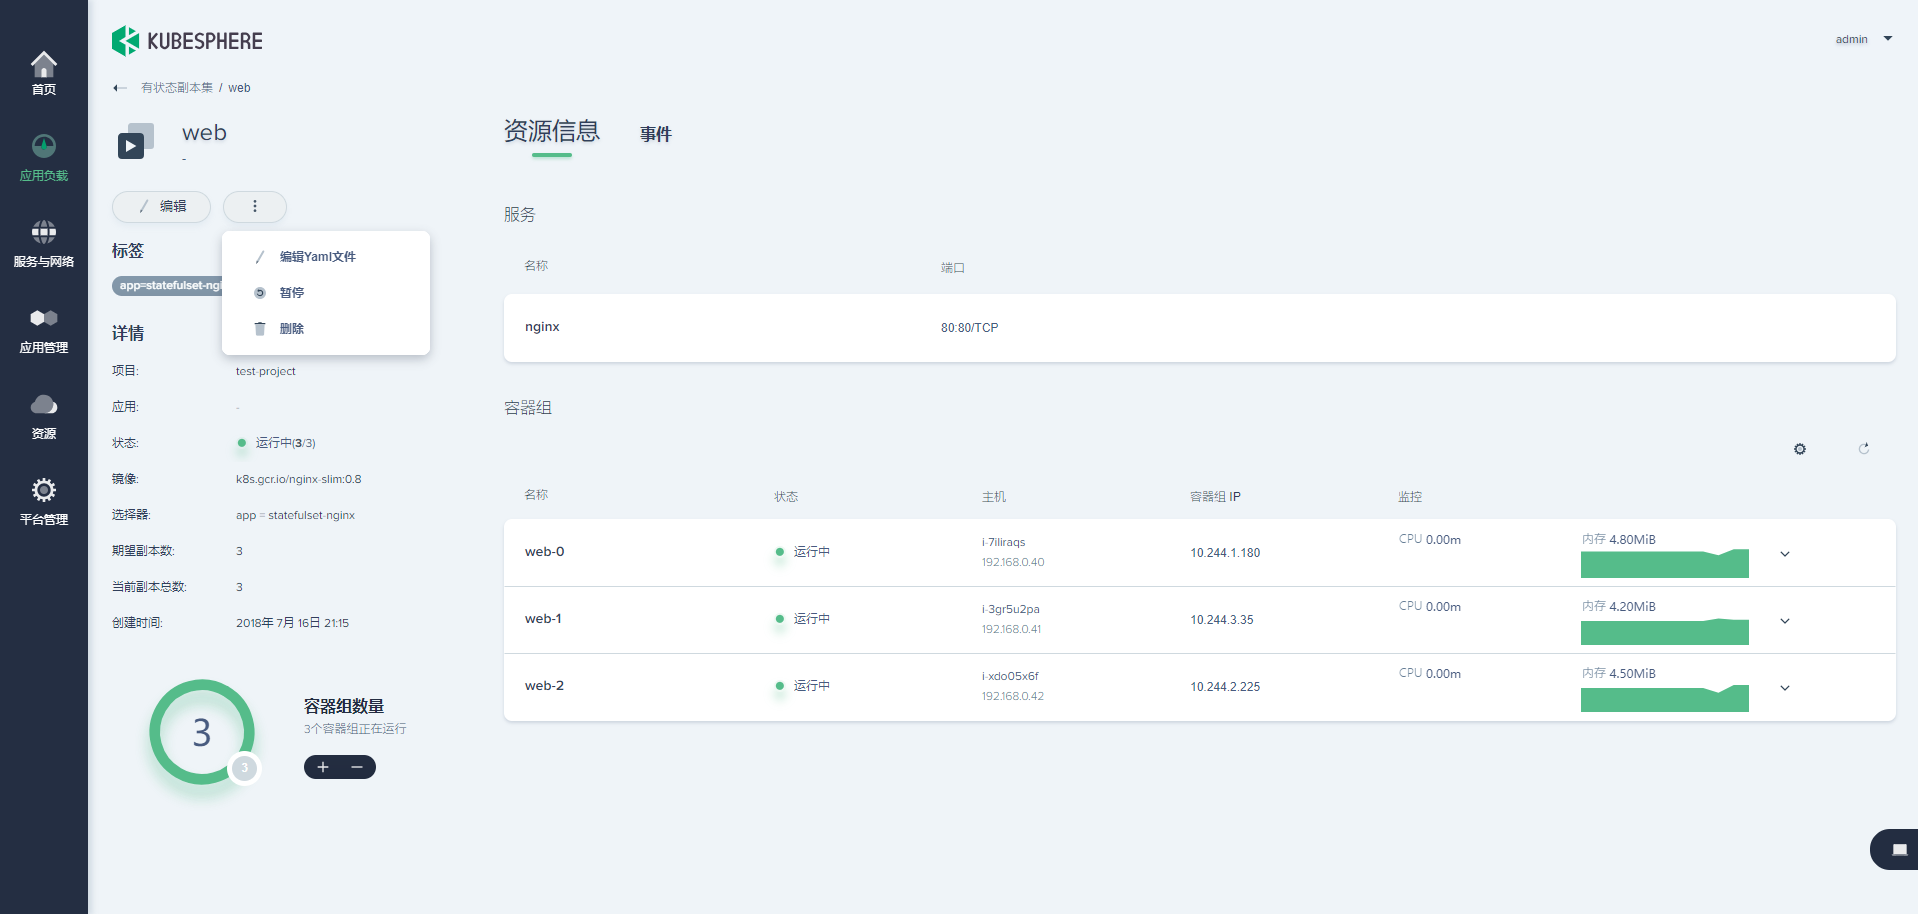 KUBESPHERE
admin
首页
应用负载
服务与网络
应用管理
资源
平台管理
有状态副本集 / web
web
-
编辑
编辑Yaml文件
暂停
删除
标签
app=statefulset-ngi
详情
项目: test-project
应用: -
状态: 运行中(3/3)
镜像: k8s.gcr.io/nginx-slim:0.8
选择器: app = statefulset-nginx
期望副本数: 3
当前副本总数: 3
创建时间: 2018年 7月 16日 21:15
3
3
容器组数量
3个容器组正在运行
资源信息 事件
服务
名称 端口
nginx 80:80/TCP
容器组
名称 状态 主机 容器组 IP 监控
web-0 运行中 i-7iliraqs 10.244.1.180 CPU 0.00m 内存 4.80MiB
192.168.0.40
web-1 运行中 i-3gr5u2pa 10.244.3.35 CPU 0.00m 内存 4.20MiB
192.168.0.41
web-2 运行中 i-xdo05x6f 10.244.2.225 CPU 0.00m 内存 4.50MiB
192.168.0.42